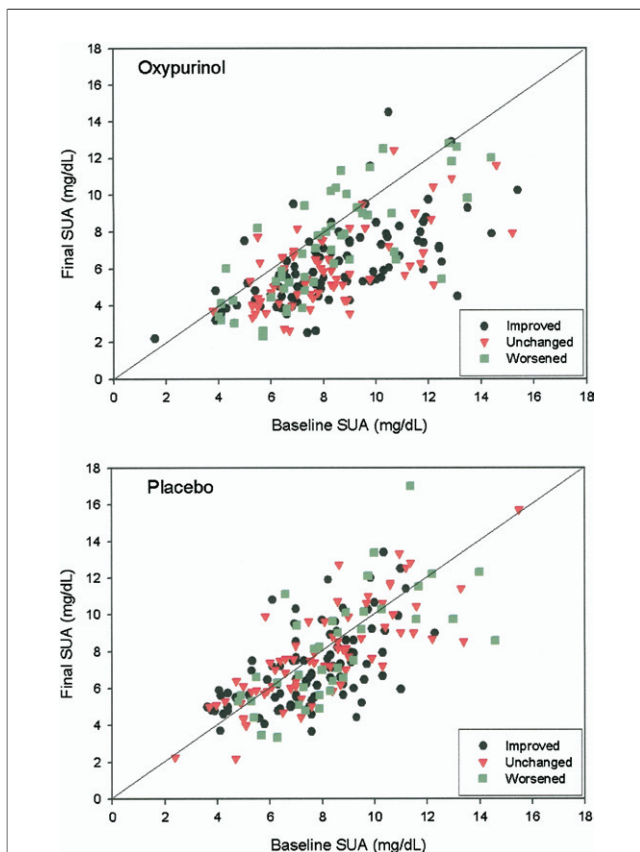 Oxypurinol
Final SUA (mg/dL)
18
16
14
12
10
8
6
4
2
0
0 2 4 6 8 10 12 14 16 18
Baseline SUA (mg/dL)
Improved
Unchanged
Worsened
Placebo
Final SUA (mg/dL)
18
16
14
12
10
8
6
4
2
0
0 2 4 6 8 10 12 14 16 18
Baseline SUA (mg/dL)
Improved
Unchanged
Worsened